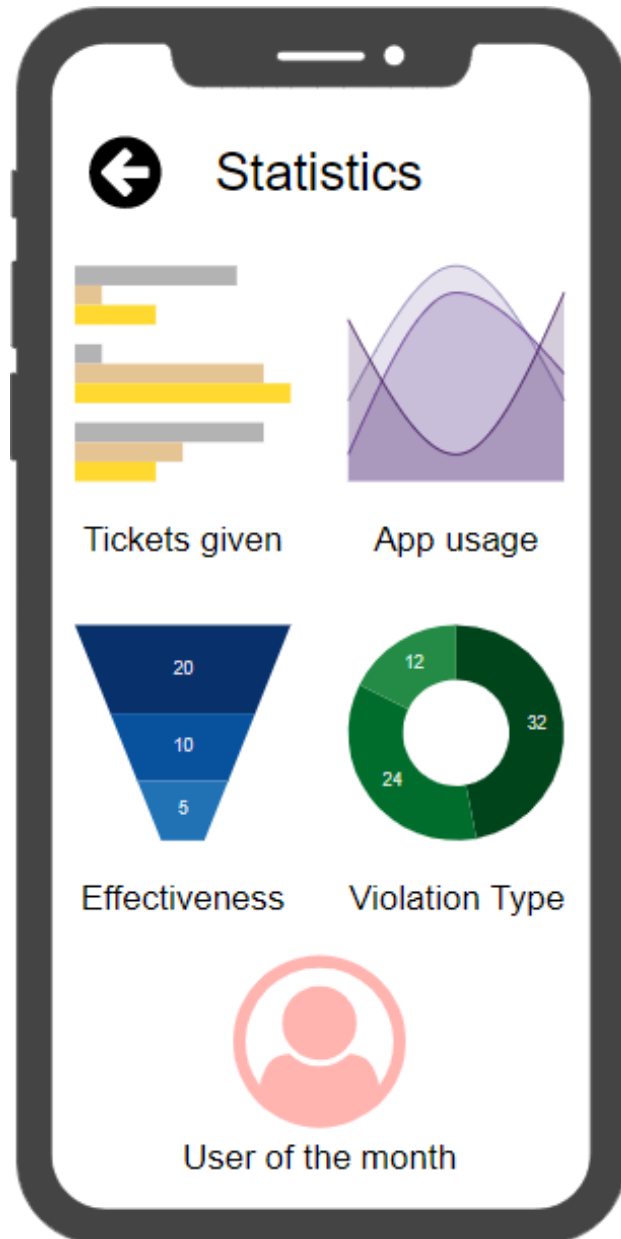 Statistics
Tickets given
App usage
20
10
5
Effectiveness
12
32
24
Violation Type
User of the month